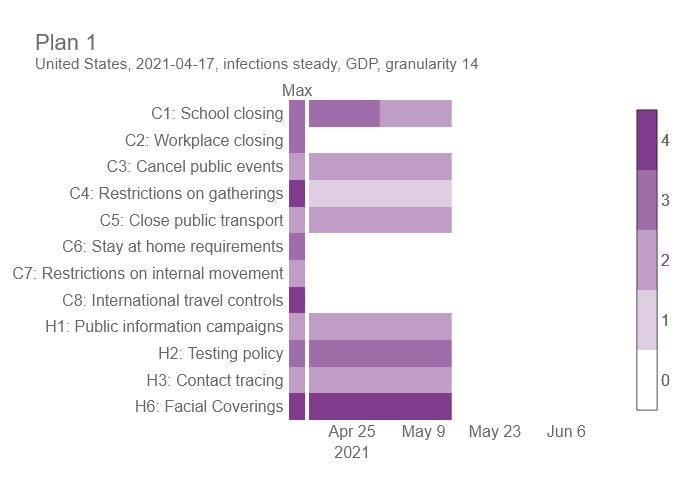 Plan 1
United States, 2021-04-17, infections steady, GDP, granularity 14
Max
C1: School closing
C2: Workplace closing
C3: Cancel public events
C4: Restrictions on gatherings
C5: Close public transport
C6: Stay at home requirements
C7: Restrictions on internal movement
C8: International travel controls
H1: Public information campaigns
H2: Testing policy
H3: Contact tracing
H6: Facial Coverings
Apr 25 May 9 May 23 Jun 6
2021
4
3
2
1
0